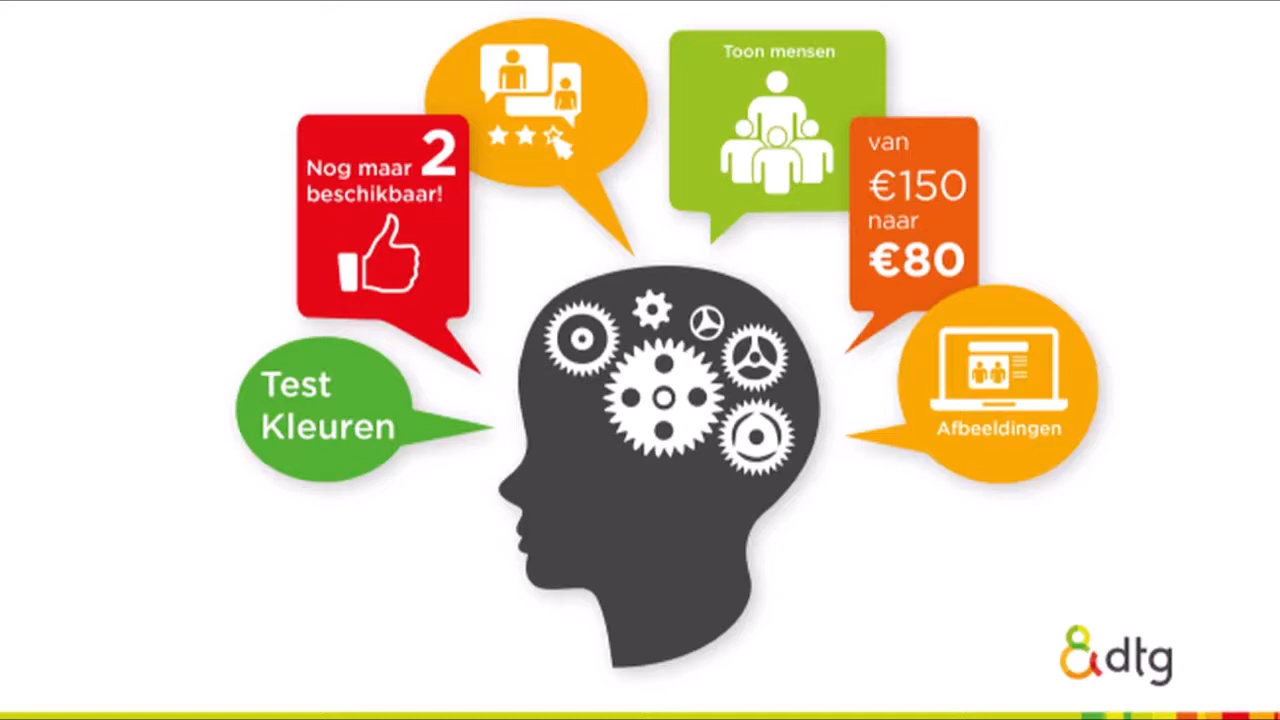 Toon mensen
Nog maar 2
beschikbaar!
van
€150
naar
€80
Test
Kleuren
Afbeeldingen
&dtg